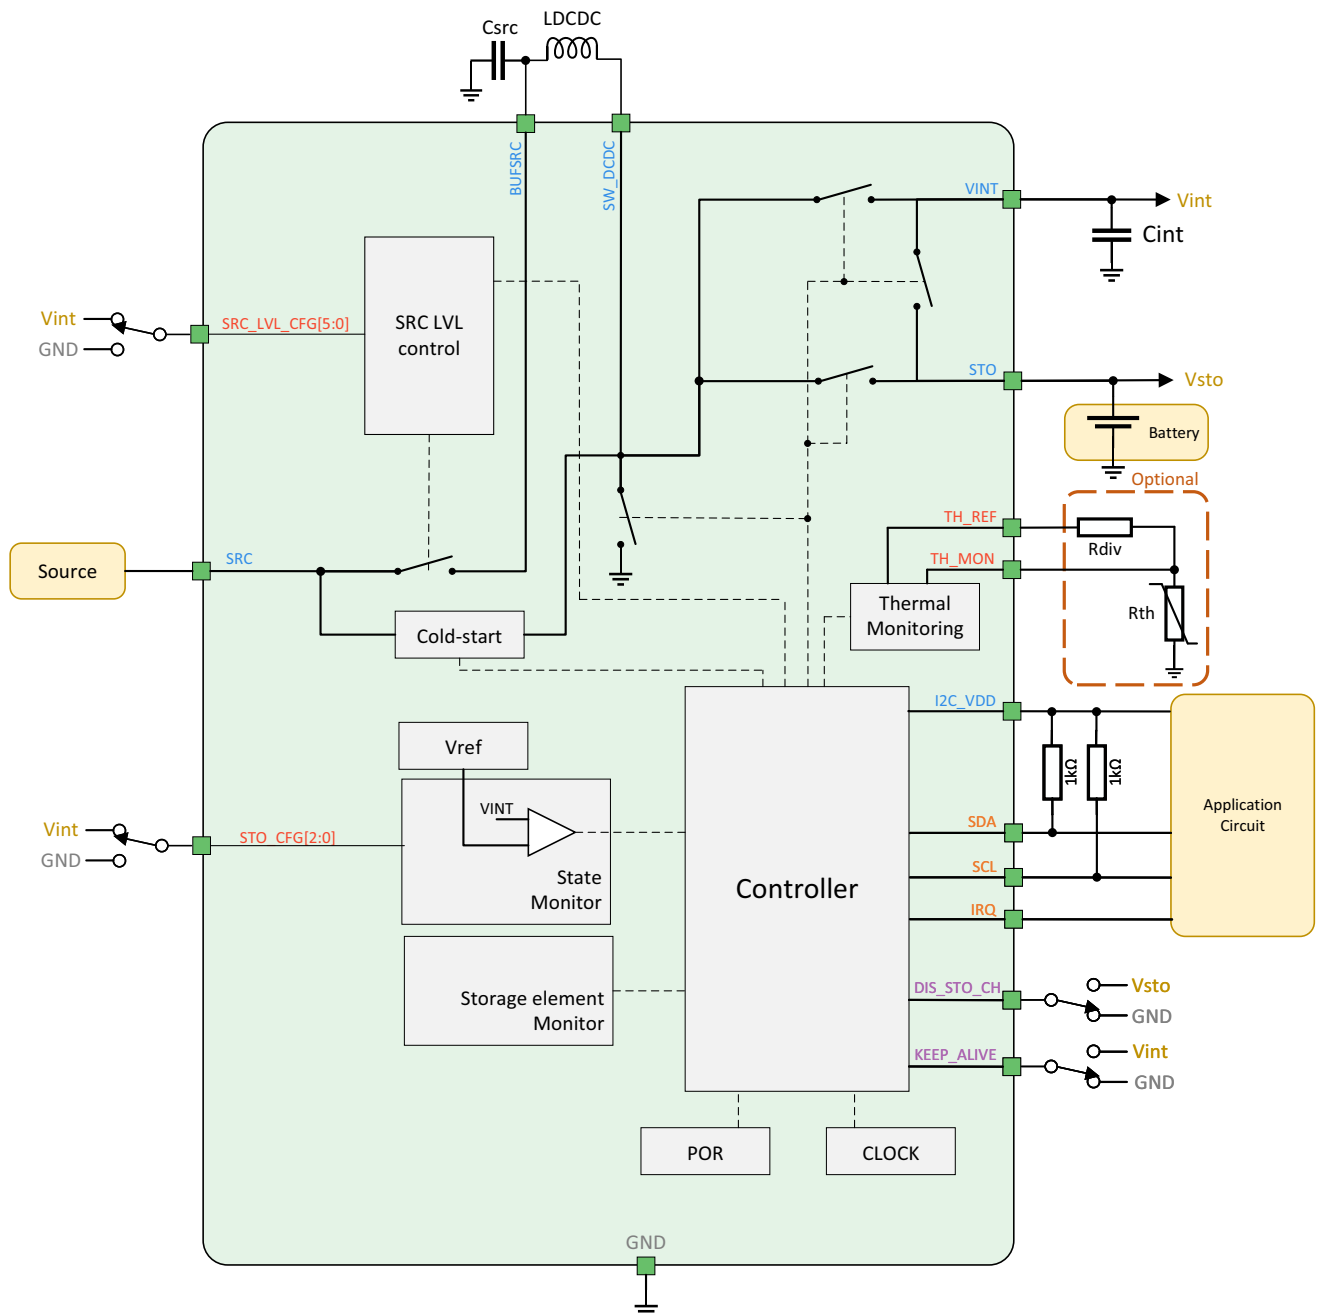 Csrc
LDCDC
BUFSRC
SW_DCDC
VINT
Vint
Cint
Vint
GND
SRC_LVL_CFG[5:0]
SRC LVL
control
STO
Vsto
Battery
Optional
TH_REF
Rdiv
TH_MON
Source
SRC
Thermal
Monitoring
Rth
Cold-start
I2C_VDD
Vref
1kΩ
1kΩ
VINT
Application
Circuit
Vint
GND
STO_CFG[2:0]
SDA
State
Monitor
SCL
Controller
IRQ
Storage element
Monitor
DIS_STO_CH
Vsto
GND
KEEP_ALIVE
Vint
GND
POR
CLOCK
GND